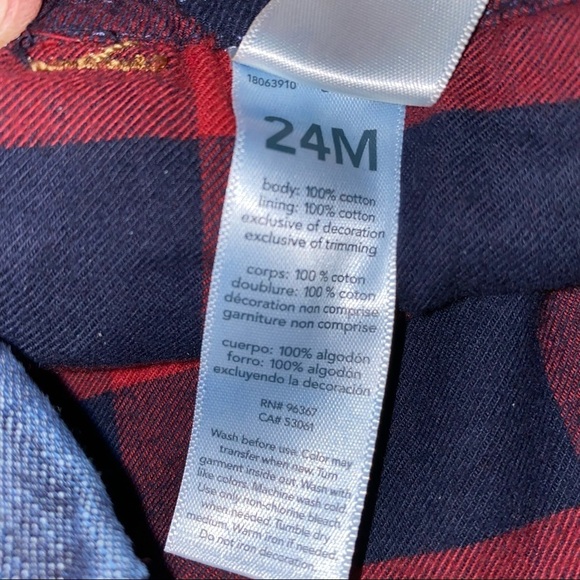 18063910
24M
body: 100% cotton
lining: 100% cotton
exclusive of decoration
exclusive of trimming
corps: 100% coton
doublure: 100% coton
décoration non comprise
garniture non comprise
cuerpo: 100% algodón
forro: 100% algodón
excluyendo la decoración
RN# 96367
CA# 53061
Wash before use. Color may
transfer when new. Turn
garment inside out. Wash with
like colors. Machine wash cold.
Use only non-chlorine bleach
when needed. Tumble dry
medium. Warm iron if needed.
Do not iron decoration.